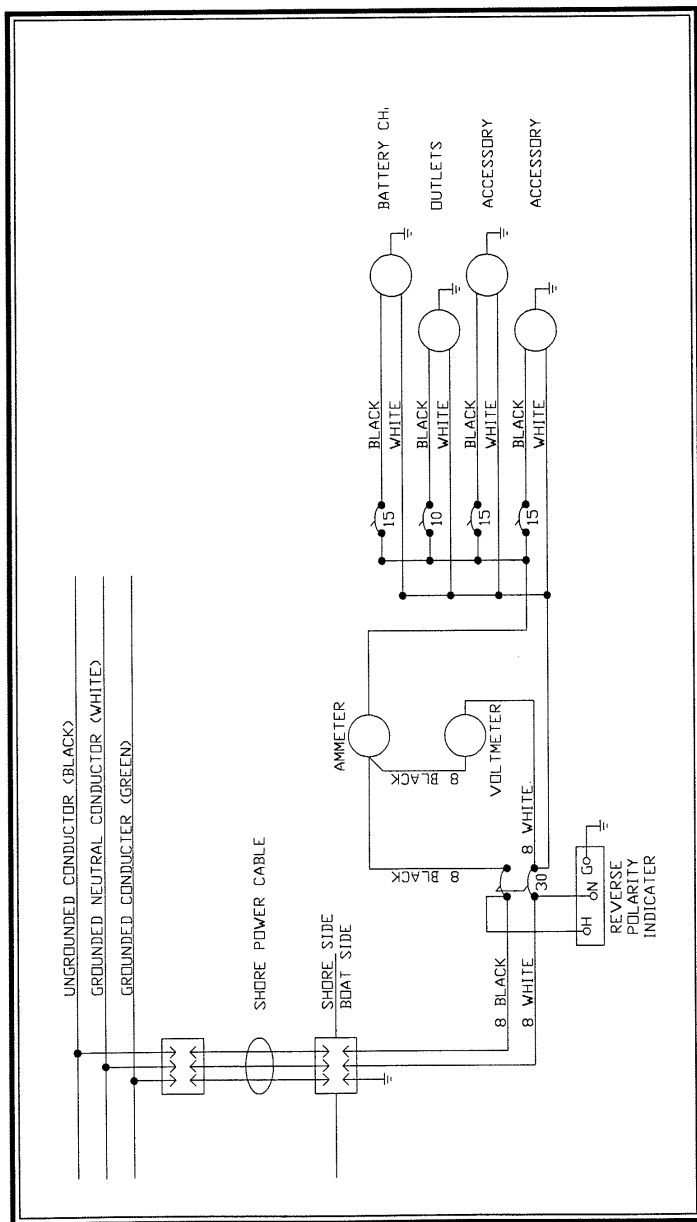 UNGROUNDED CONDUCTOR (BLACK)
GROUNDED NEUTRAL CONDUCTOR (WHITE)
GROUNDED CONDUCTER (GREEN)
SHORE POWER CABLE
SHORE SIDE
BOAT SIDE
8 BLACK
8 WHITE
H
N
G
REVERSE
POLARITY
INDICATER
30
8 WHITE
8 BLACK
8 BLACK
AMMETER
VOLTMETER
15
10
15
15
BLACK
WHITE
BLACK
WHITE
BLACK
WHITE
BLACK
WHITE
BATTERY CH.
OUTLETS
ACCESSORY
ACCESSORY